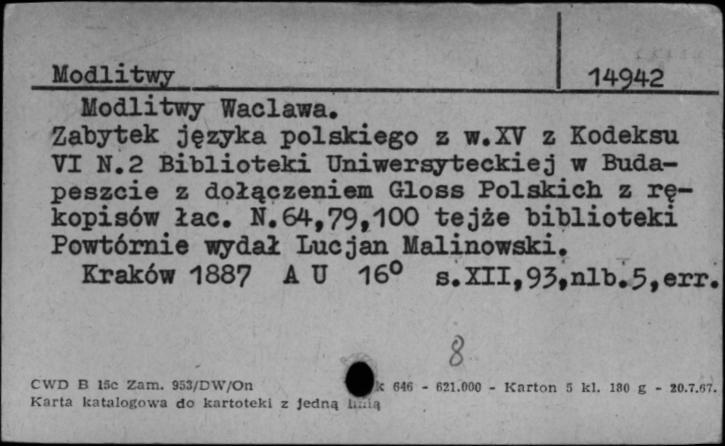 Modlitwy 14942
Modlitwy Waclawa.
Zabytek języka polskiego z w.XV z Kodeksu
VI N.2 Biblioteki Uniwersyteckiej w Buda-
peszcie z dołączeniem Gloss Polskich z rę-
kopisów łac. N.64,79,100 tejże biblioteki
Powtórnie wydał Lucjan Malinowski.
Kraków 1887 A U 16° s.XII,93,nlb.5,err.
8
CWD B 15c Zam. 953/DW/On k 646 - 621.000 - Karton 5 kl. 180 g - 20.7.67.
Karta katalogowa do kartoteki z jedną linią